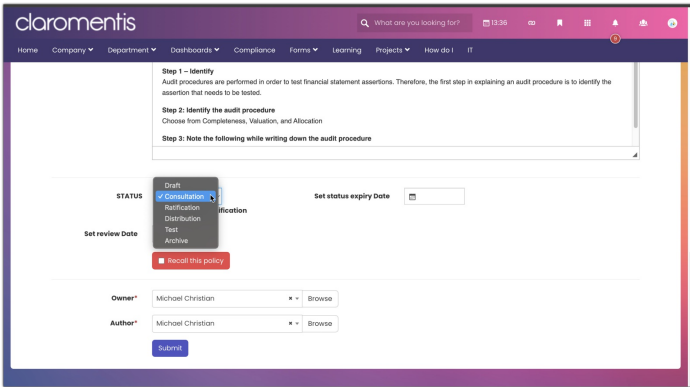 claromentis
What are you looking for?
13:36
Home Company Department Dashboards Compliance Forms Learning Projects How do I IT
Step 1 – Identify
Audit procedures are performed in order to test financial statement assertions. Therefore, the first step in explaining an audit procedure is to identify the
assertion that needs to be tested.
Step 2: Identify the audit procedure
Choose from Completeness, Valuation, and Allocation
Step 3: Note the following while writing down the audit procedure
STATUS
Draft
Consultation
Ratification
Distribution
Test
Archive
ification
Set status expiry Date
Set review Date
Recall this policy
Owner* Michael Christian × Browse
Author* Michael Christian × Browse
Submit